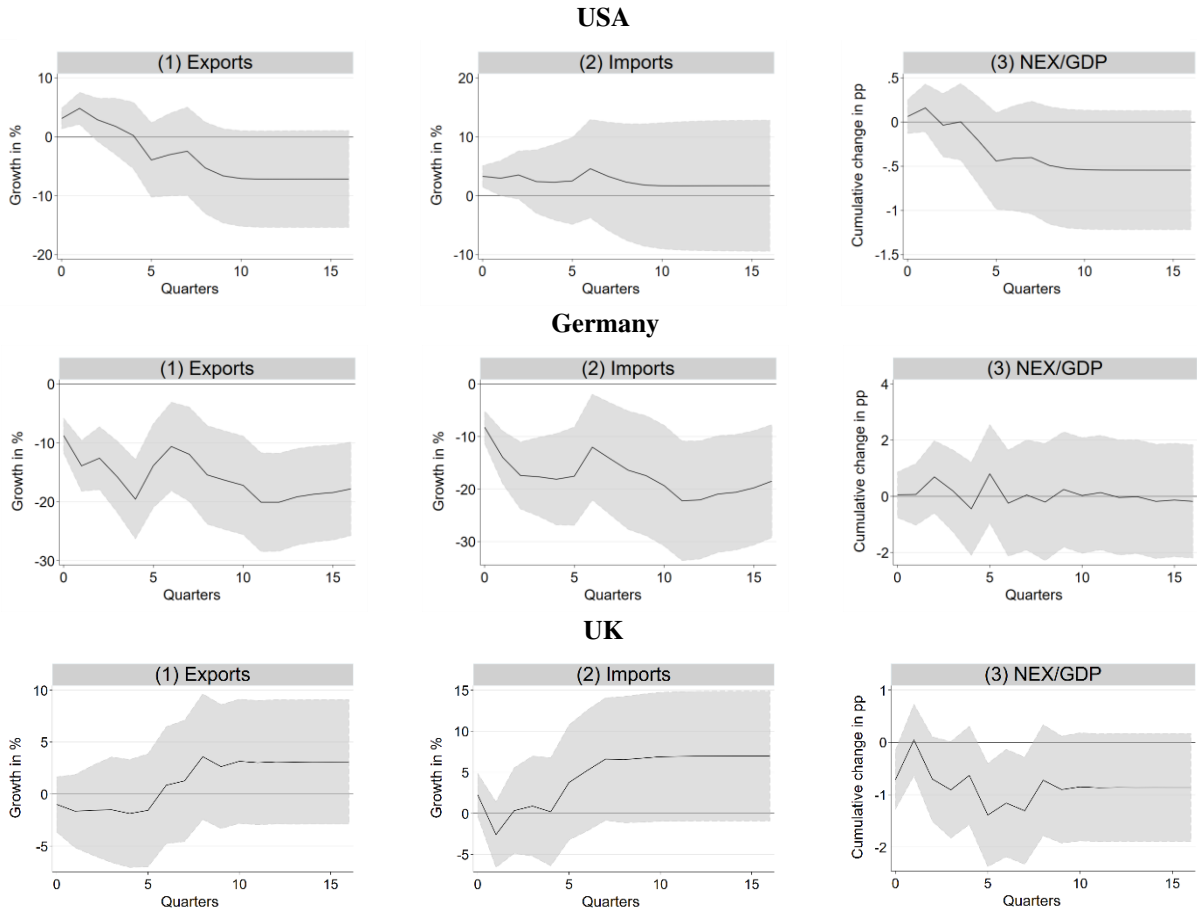 USA
(1) Exports
(2) Imports
(3) NEX/GDP
Growth in %
10
0
-10
-20
0
5
10
15
Quarters
Growth in %
20
10
0
-10
0
5
10
15
Quarters
Cumulative change in pp
.5
0
-.5
-1
-1.5
0
5
10
15
Quarters
Germany
(1) Exports
(2) Imports
(3) NEX/GDP
Growth in %
0
-10
-20
-30
0
5
10
15
Quarters
Growth in %
0
-10
-20
-30
0
5
10
15
Quarters
Cumulative change in pp
4
2
0
-2
0
5
10
15
Quarters
UK
(1) Exports
(2) Imports
(3) NEX/GDP
Growth in %
10
5
0
-5
0
5
10
15
Quarters
Growth in %
15
10
5
0
-5
0
5
10
15
Quarters
Cumulative change in pp
1
0
-1
-2
0
5
10
15
Quarters